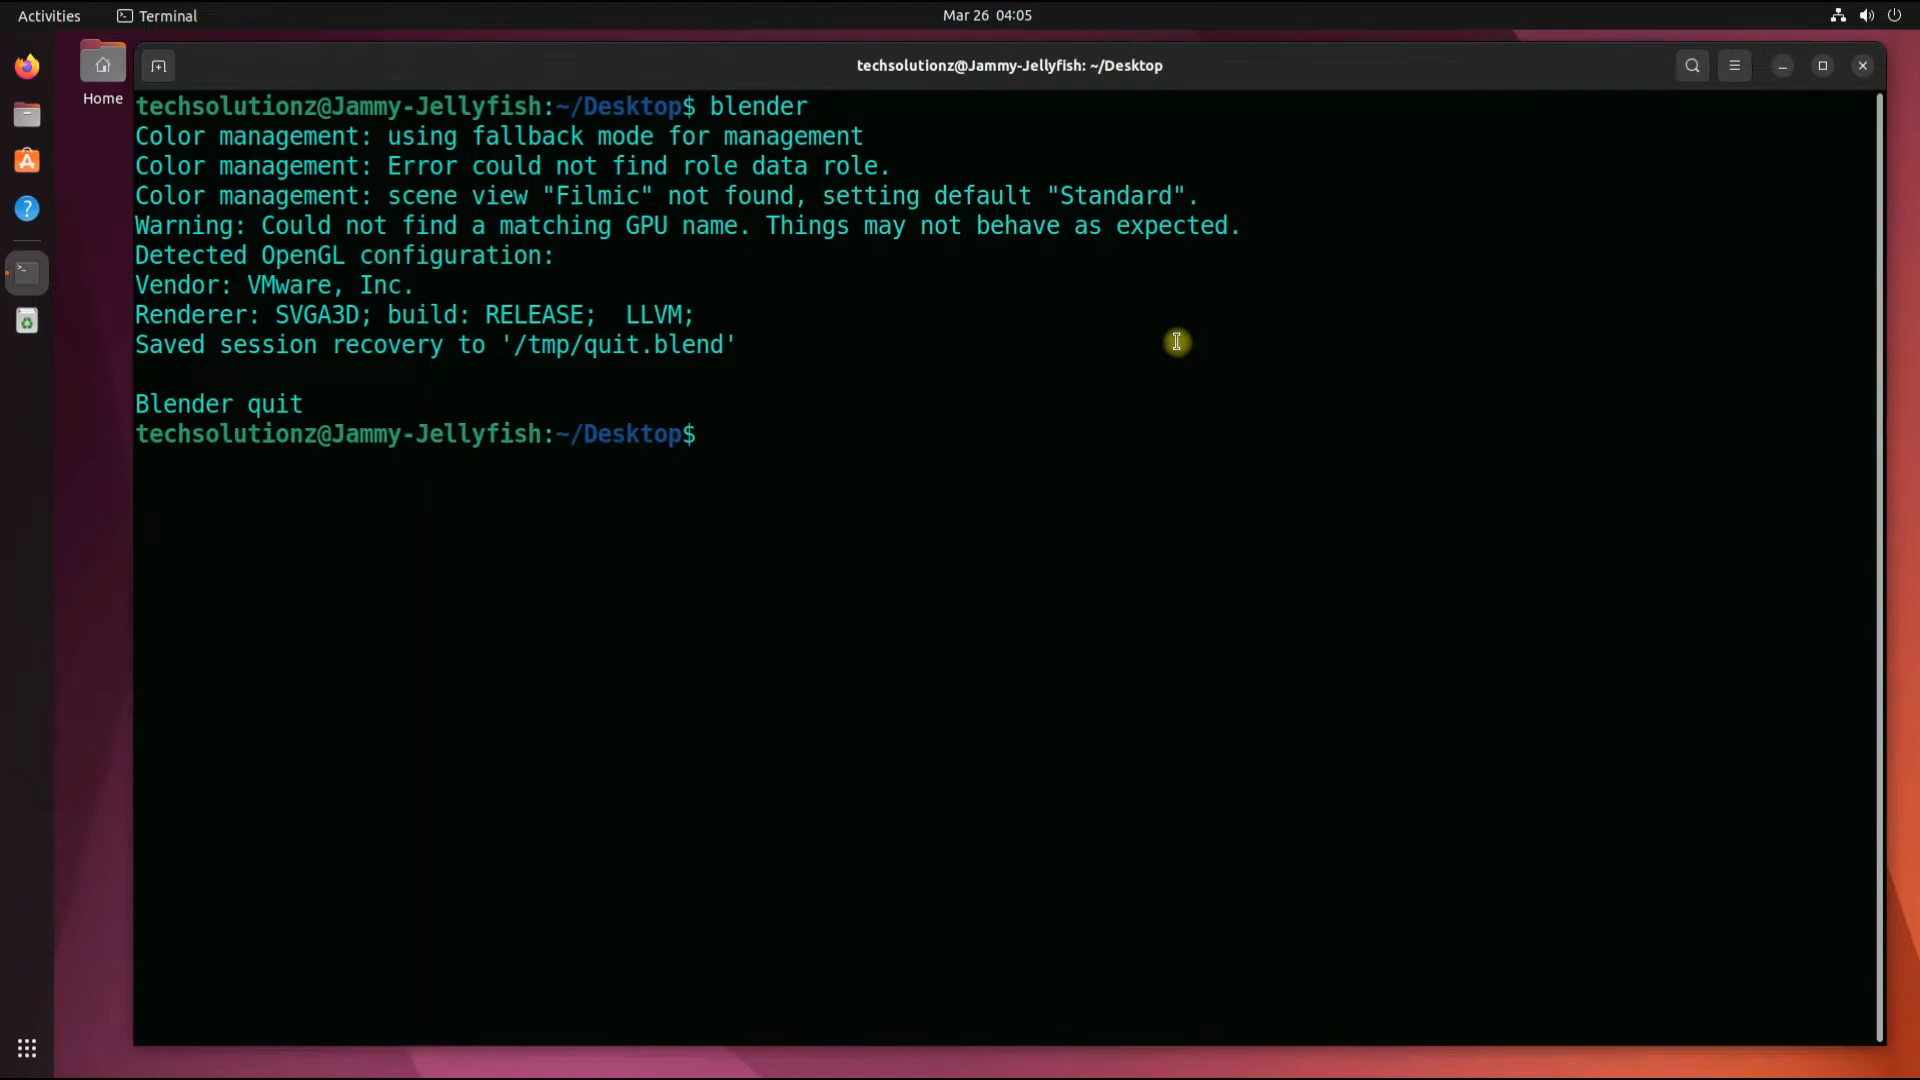 Activities Terminal Mar 26 04:05
techsolutionz@Jammy-Jellyfish: ~/Desktop
Home
techsolutionz@Jammy-Jellyfish:~/Desktop$ blender
Color management: using fallback mode for management
Color management: Error could not find role data role.
Color management: scene view "Filmic" not found, setting default "Standard".
Warning: Could not find a matching GPU name. Things may not behave as expected.
Detected OpenGL configuration:
Vendor: VMware, Inc.
Renderer: SVGA3D; build: RELEASE;  LLVM;
Saved session recovery to '/tmp/quit.blend'
Blender quit
techsolutionz@Jammy-Jellyfish:~/Desktop$